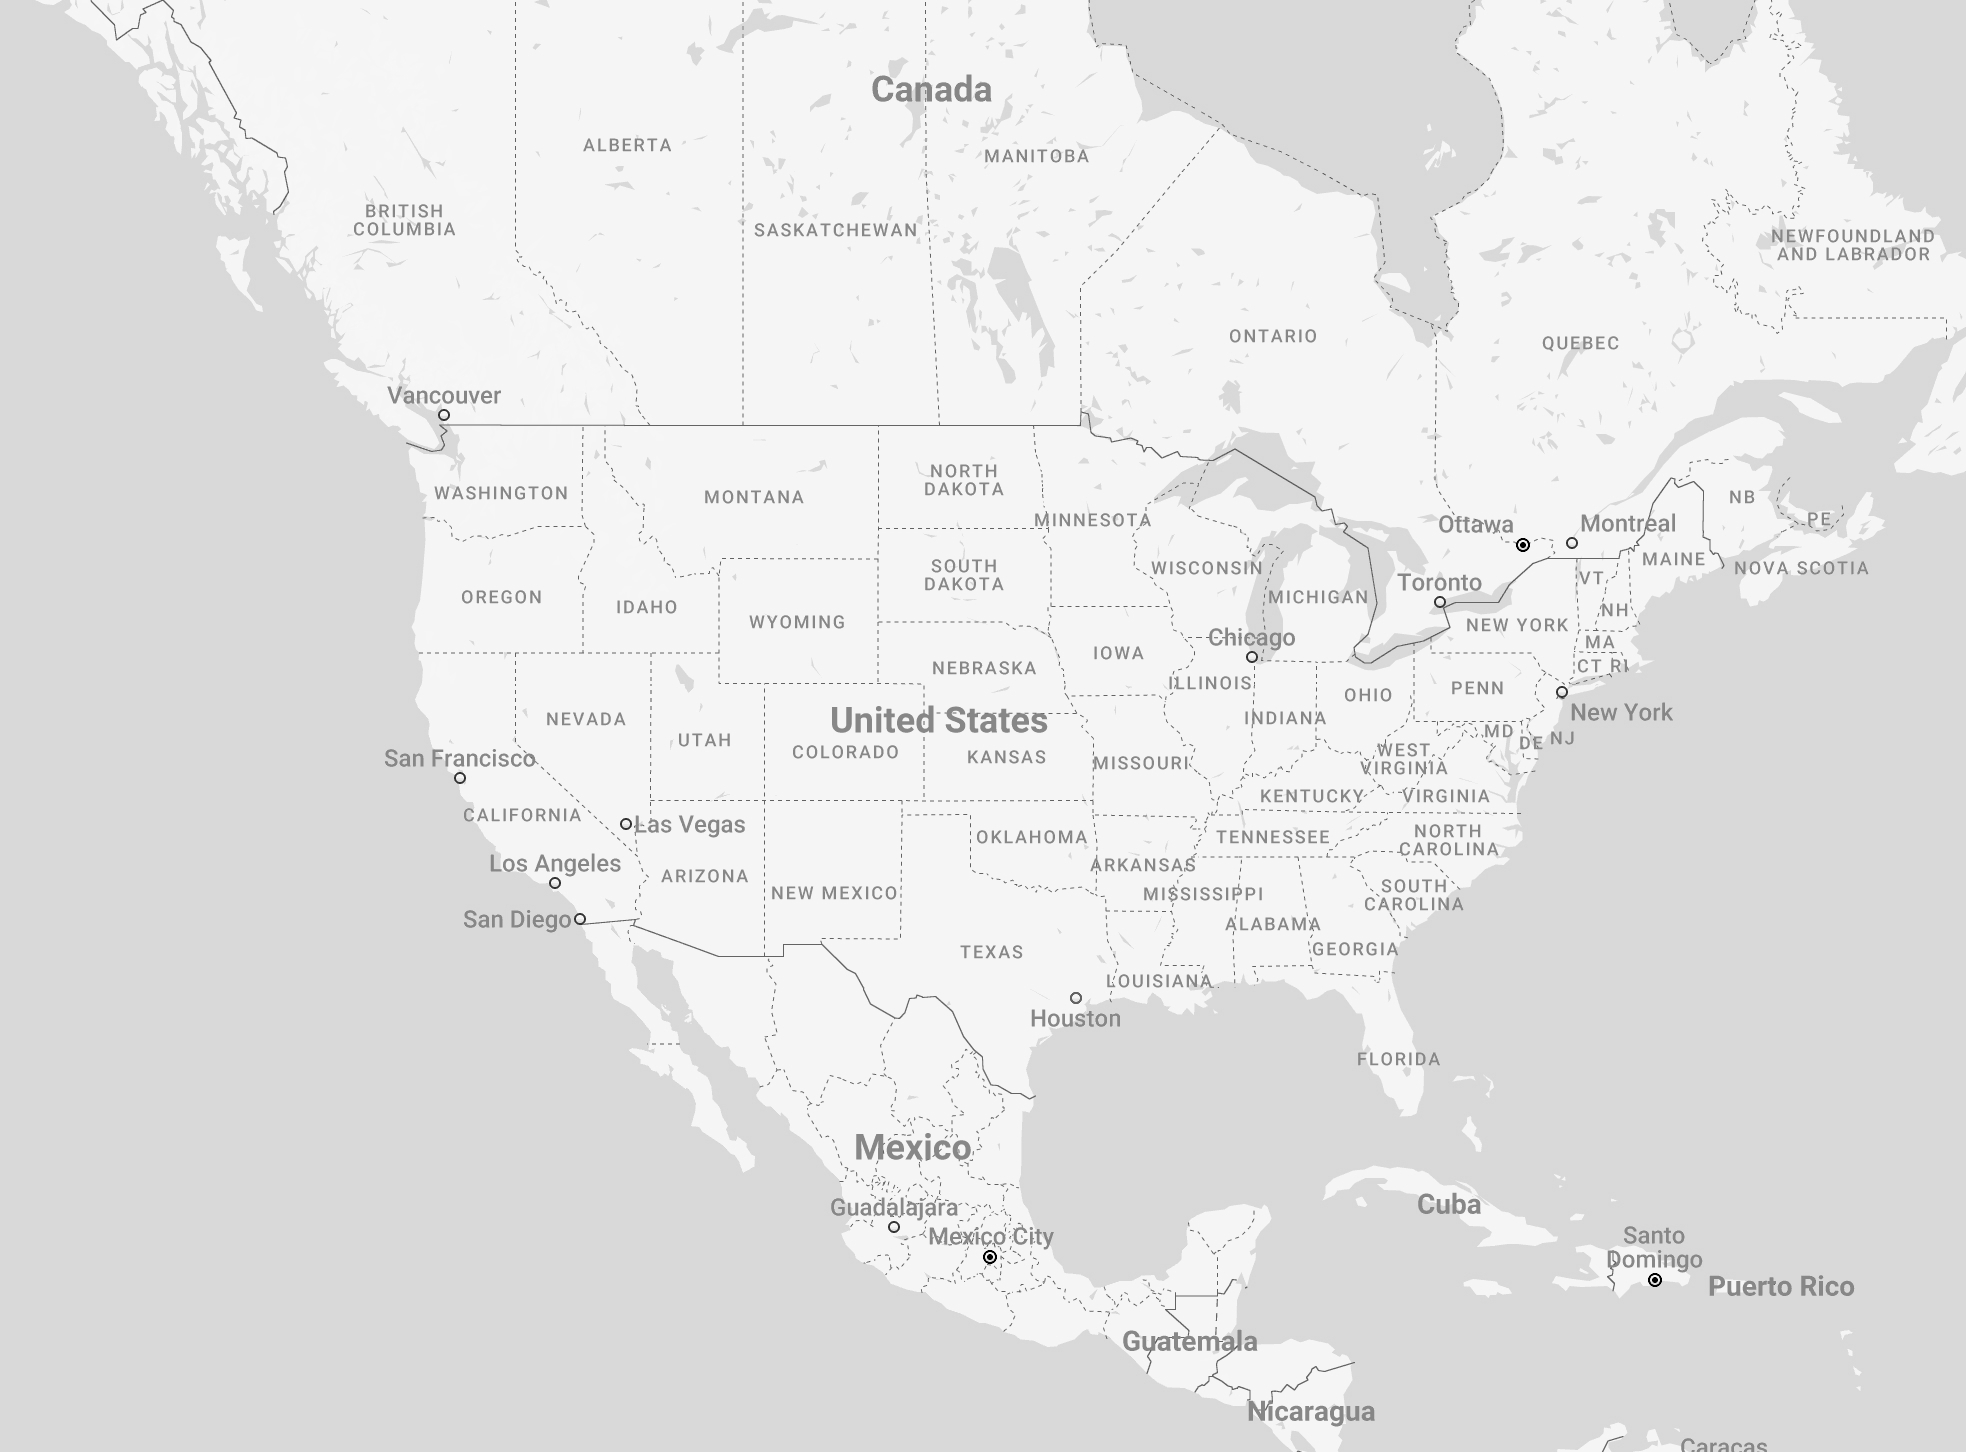 Canada
ALBERTA
MANITOBA
BRITISH
COLUMBIA
SASKATCHEWAN
NEWFOUNDLAND
AND LABRADOR
ONTARIO
QUEBEC
Vancouver
NORTH
DAKOTA
WASHINGTON
MONTANA
NB
MINNESOTA
Ottawa
Montreal
PE
MAINE
NOVA SCOTIA
SOUTH
DAKOTA
WISCONSIN
VT
Toronto
OREGON
IDAHO
MICHIGAN
NH
WYOMING
NEW YORK
Chicago
MA
IOWA
NEBRASKA
CT RI
ILLINOIS
OHIO
PENN
New York
NEVADA
United States
INDIANA
MD
DE
NJ
UTAH
COLORADO
KANSAS
MISSOURI
WEST
VIRGINIA
San Francisco
KENTUCKY
VIRGINIA
CALIFORNIA
Las Vegas
OKLAHOMA
TENNESSEE
NORTH
CAROLINA
Los Angeles
ARIZONA
ARKANSAS
NEW MEXICO
MISSISSIPPI
SOUTH
CAROLINA
San Diego
ALABAMA
TEXAS
GEORGIA
LOUISIANA
Houston
FLORIDA
Mexico
Guadalajara
Cuba
Mexico City
Santo
Domingo
Puerto Rico
Guatemala
Nicaragua
Caracas